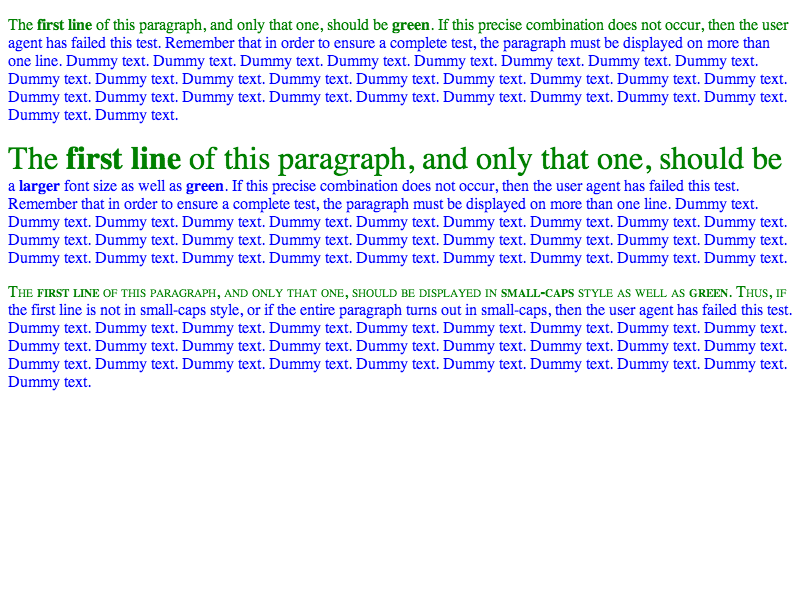 The first line of this paragraph, and only that one, should be green. If this precise combination does not occur, then the user
agent has failed this test. Remember that in order to ensure a complete test, the paragraph must be displayed on more than
one line. Dummy text. Dummy text. Dummy text. Dummy text. Dummy text. Dummy text. Dummy text. Dummy text.
Dummy text. Dummy text. Dummy text. Dummy text. Dummy text. Dummy text. Dummy text. Dummy text. Dummy text.
Dummy text. Dummy text. Dummy text. Dummy text. Dummy text. Dummy text. Dummy text. Dummy text. Dummy text.
Dummy text. Dummy text.
The first line of this paragraph, and only that one, should be
a larger font size as well as green. If this precise combination does not occur, then the user agent has failed this test.
Remember that in order to ensure a complete test, the paragraph must be displayed on more than one line. Dummy text.
Dummy text. Dummy text. Dummy text. Dummy text. Dummy text. Dummy text. Dummy text. Dummy text. Dummy text.
Dummy text. Dummy text. Dummy text. Dummy text. Dummy text. Dummy text. Dummy text. Dummy text. Dummy text.
Dummy text. Dummy text. Dummy text. Dummy text. Dummy text. Dummy text. Dummy text. Dummy text. Dummy text.
The first line of this paragraph, and only that one, should be displayed in small-caps style as well as green. Thus, if
the first line is not in small-caps style, or if the entire paragraph turns out in small-caps, then the user agent has failed this test.
Dummy text. Dummy text. Dummy text. Dummy text. Dummy text. Dummy text. Dummy text. Dummy text. Dummy text.
Dummy text. Dummy text. Dummy text. Dummy text. Dummy text. Dummy text. Dummy text. Dummy text. Dummy text.
Dummy text. Dummy text. Dummy text. Dummy text. Dummy text. Dummy text. Dummy text. Dummy text. Dummy text.
Dummy text.